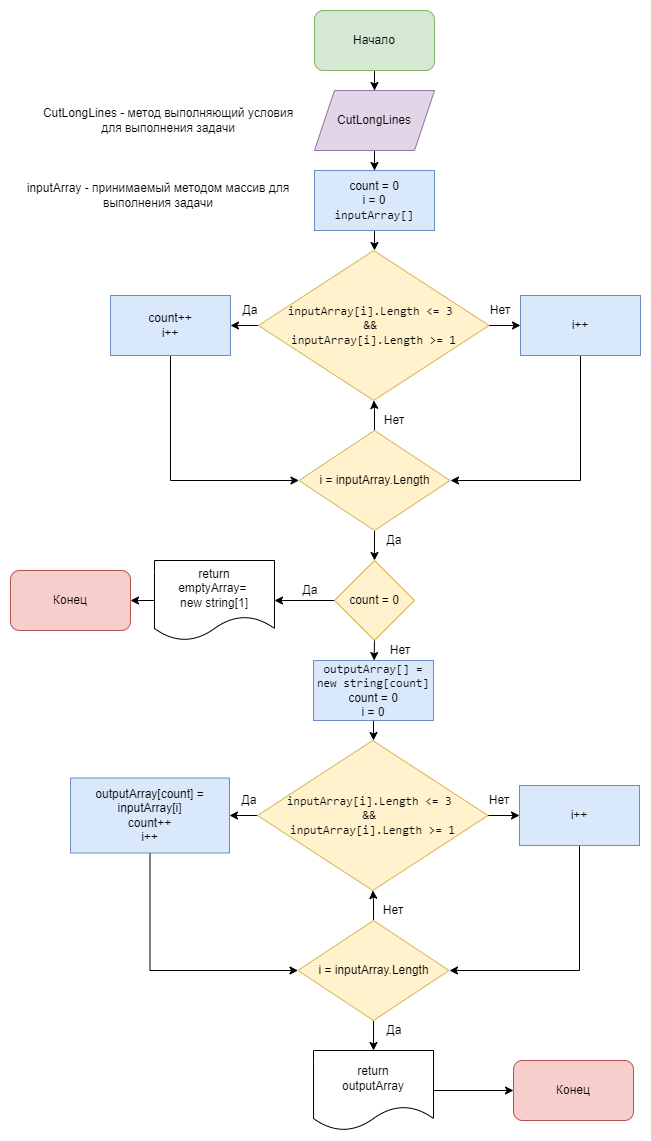 Начало
CutLongLines - метод выполняющий условия
для выполнения задачи
CutLongLines
inputArray - принимаемый методом массив для
выполнения задачи
count = 0
i = 0
inputArray[]
inputArray[i].Length <= 3
&&
inputArray[i].Length >= 1
Да
Нет
count++
i++
i++
Нет
i = inputArray.Length
Да
count = 0
Да
return
emptyArray=
new string[1]
Конец
Нет
outputArray[] =
new string[count]
count = 0
i = 0
inputArray[i].Length <= 3
&&
inputArray[i].Length >= 1
Да
Нет
outputArray[count] =
inputArray[i]
count++
i++
i++
Нет
i = inputArray.Length
Да
return
outputArray
Конец